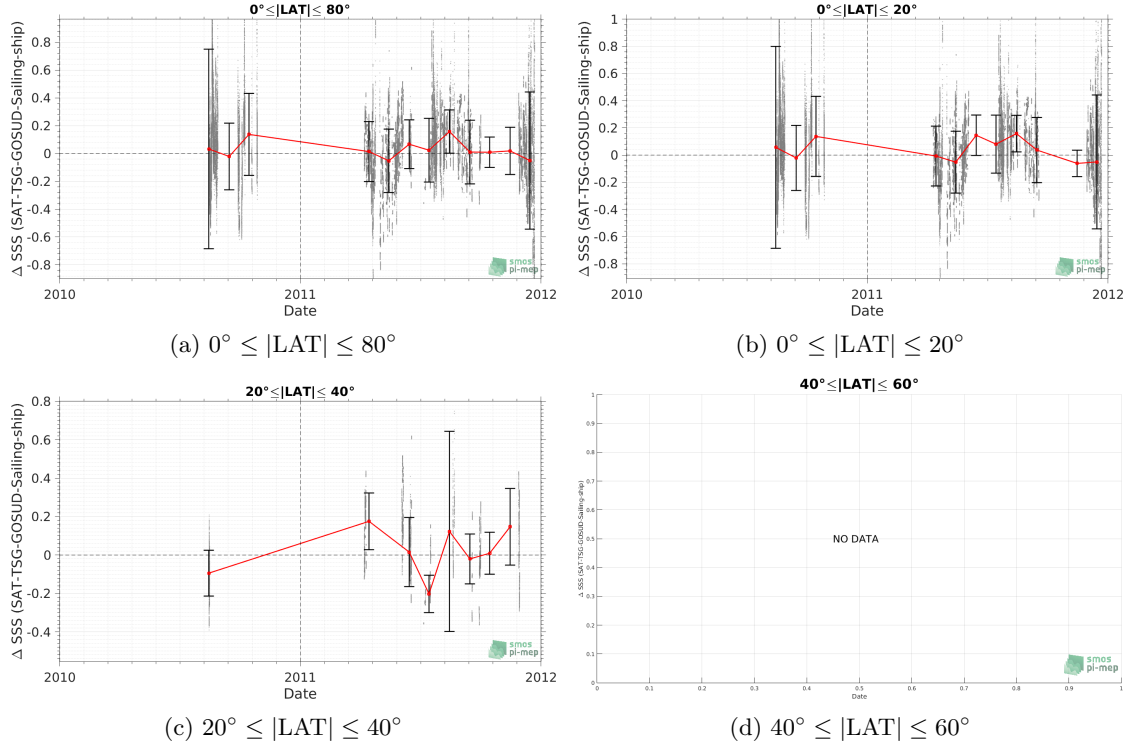 0°≤|LAT|≤ 80°
Δ SSS (SAT-TSG-GOSUD-Sailing-ship)
0.8
0.6
0.4
0.2
0
-0.2
-0.4
-0.6
-0.8
smos
pi-mep
2010
2011
2012
Date
(a) 0° ≤ |LAT| ≤ 80°
0°≤|LAT|≤ 20°
Δ SSS (SAT-TSG-GOSUD-Sailing-ship)
1
0.8
0.6
0.4
0.2
0
-0.2
-0.4
-0.6
-0.8
smos
pi-mep
2010
2011
2012
Date
(b) 0° ≤ |LAT| ≤ 20°
20°≤|LAT|≤ 40°
Δ SSS (SAT-TSG-GOSUD-Sailing-ship)
0.8
0.6
0.4
0.2
0
-0.2
-0.4
smos
pi-mep
2010
2011
2012
Date
(c) 20° ≤ |LAT| ≤ 40°
40°≤|LAT|≤ 60°
Δ SSS (SAT-TSG-GOSUD-Sailing-ship)
1
0.9
0.8
0.7
0.6
0.5
0.4
0.3
0.2
0.1
0
NO DATA
smos
pi-mep
0 0.1 0.2 0.3 0.4 0.5 0.6 0.7 0.8 0.9 1
Date
(d) 40° ≤ |LAT| ≤ 60°